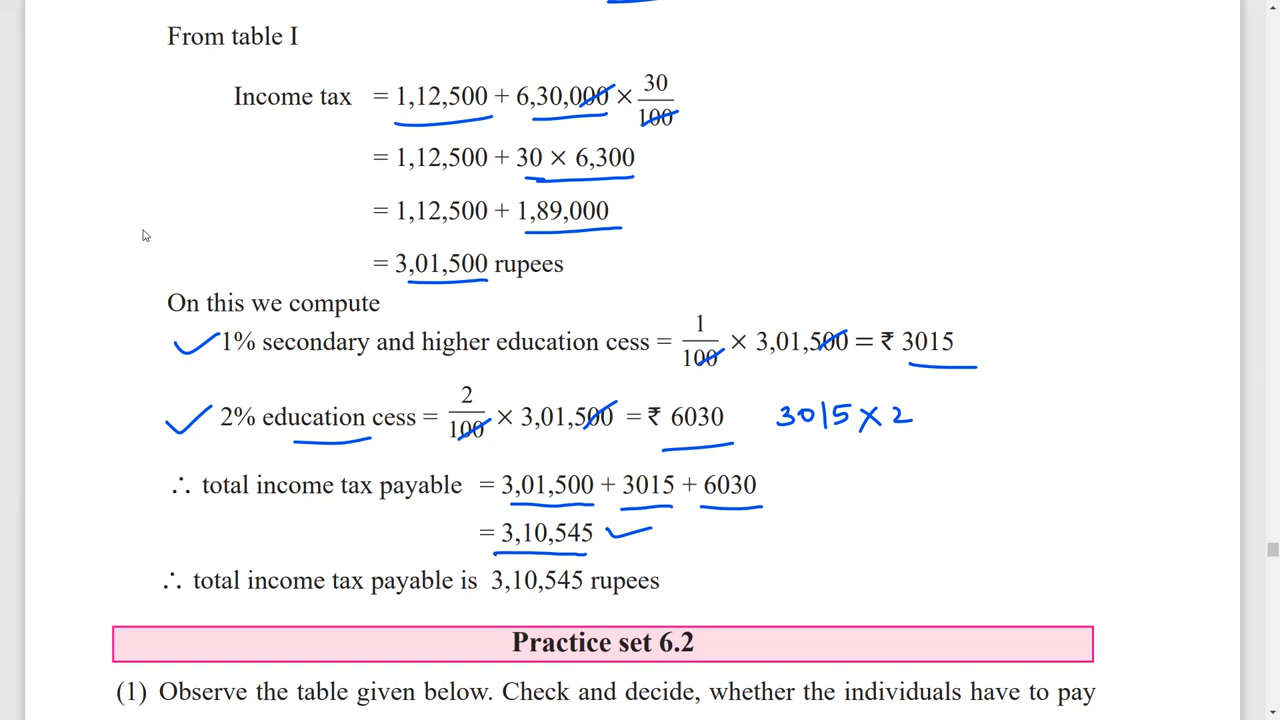 From table I
Income tax = 1,12,500 + 6,30,000 × 30/100
= 1,12,500 + 30 × 6,300
= 1,12,500 + 1,89,000
= 3,01,500 rupees
On this we compute
1% secondary and higher education cess = 1/100 × 3,01,500 = ₹ 3015
2% education cess = 2/100 × 3,01,500 = ₹ 6030 3015 × 2
∴ total income tax payable = 3,01,500 + 3015 + 6030
= 3,10,545
∴ total income tax payable is 3,10,545 rupees
Practice set 6.2
(1) Observe the table given below. Check and decide, whether the individuals have to pay